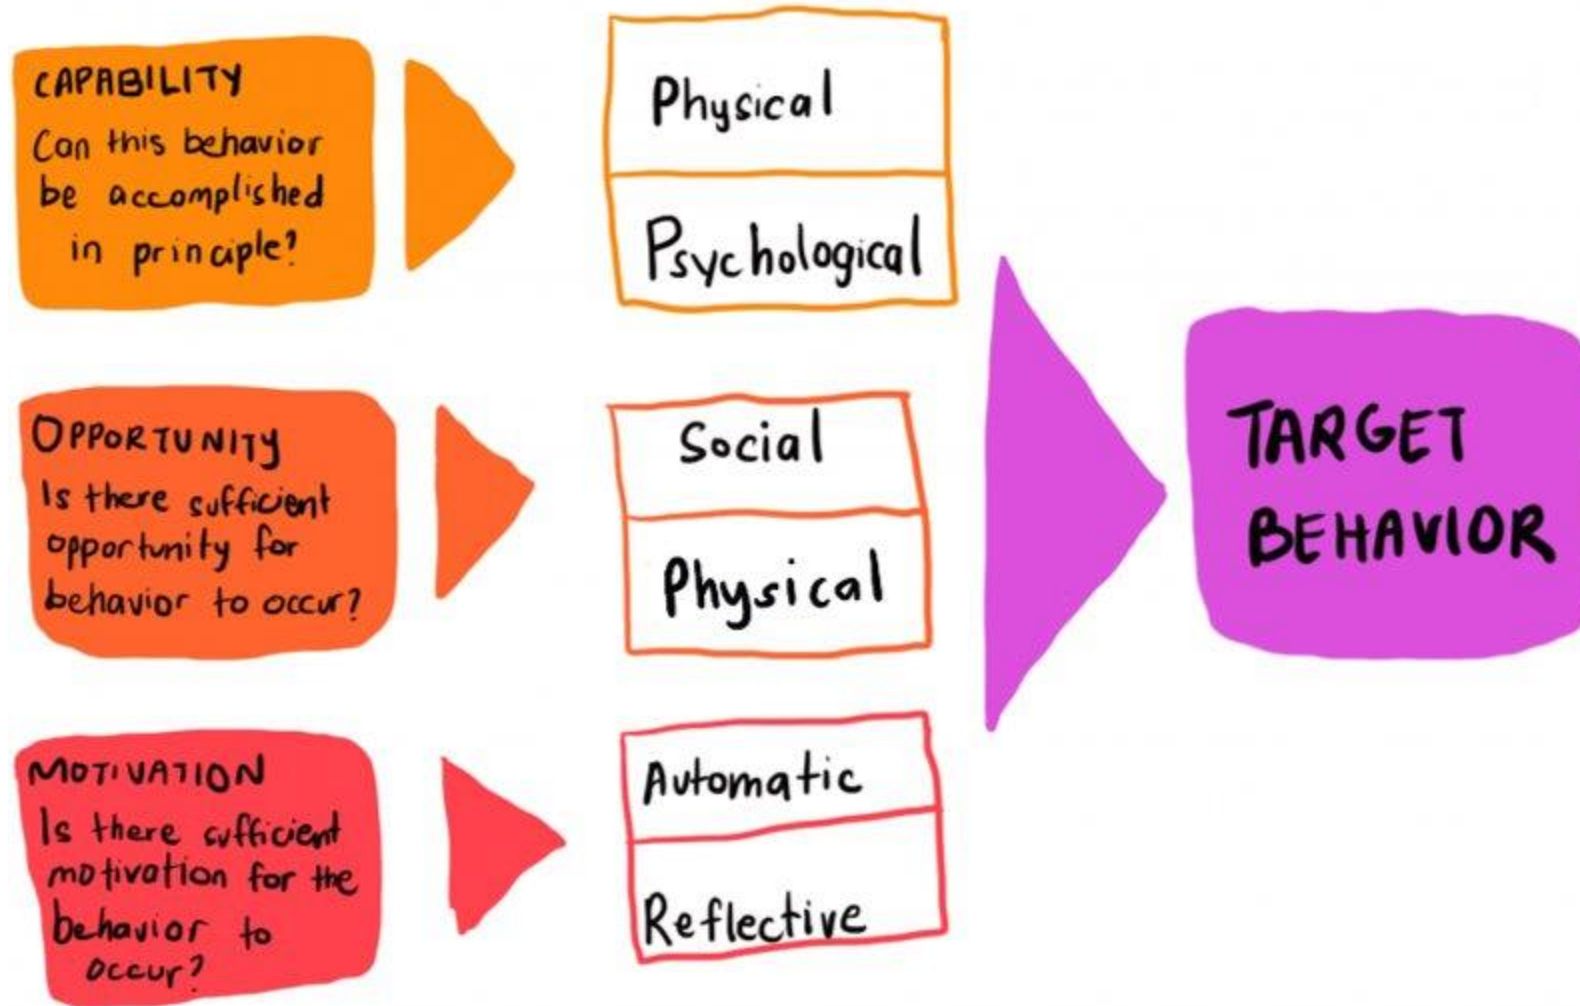 CAPABILITY
Can this behavior
be accomplished
in principle?
Physical
Psychological
OPPORTUNITY
Is there sufficient
opportunity for
behavior to occur?
Social
Physical
MOTIVATION
Is there sufficient
motivation for the
behavior to
occur?
Automatic
Reflective
TARGET
BEHAVIOR